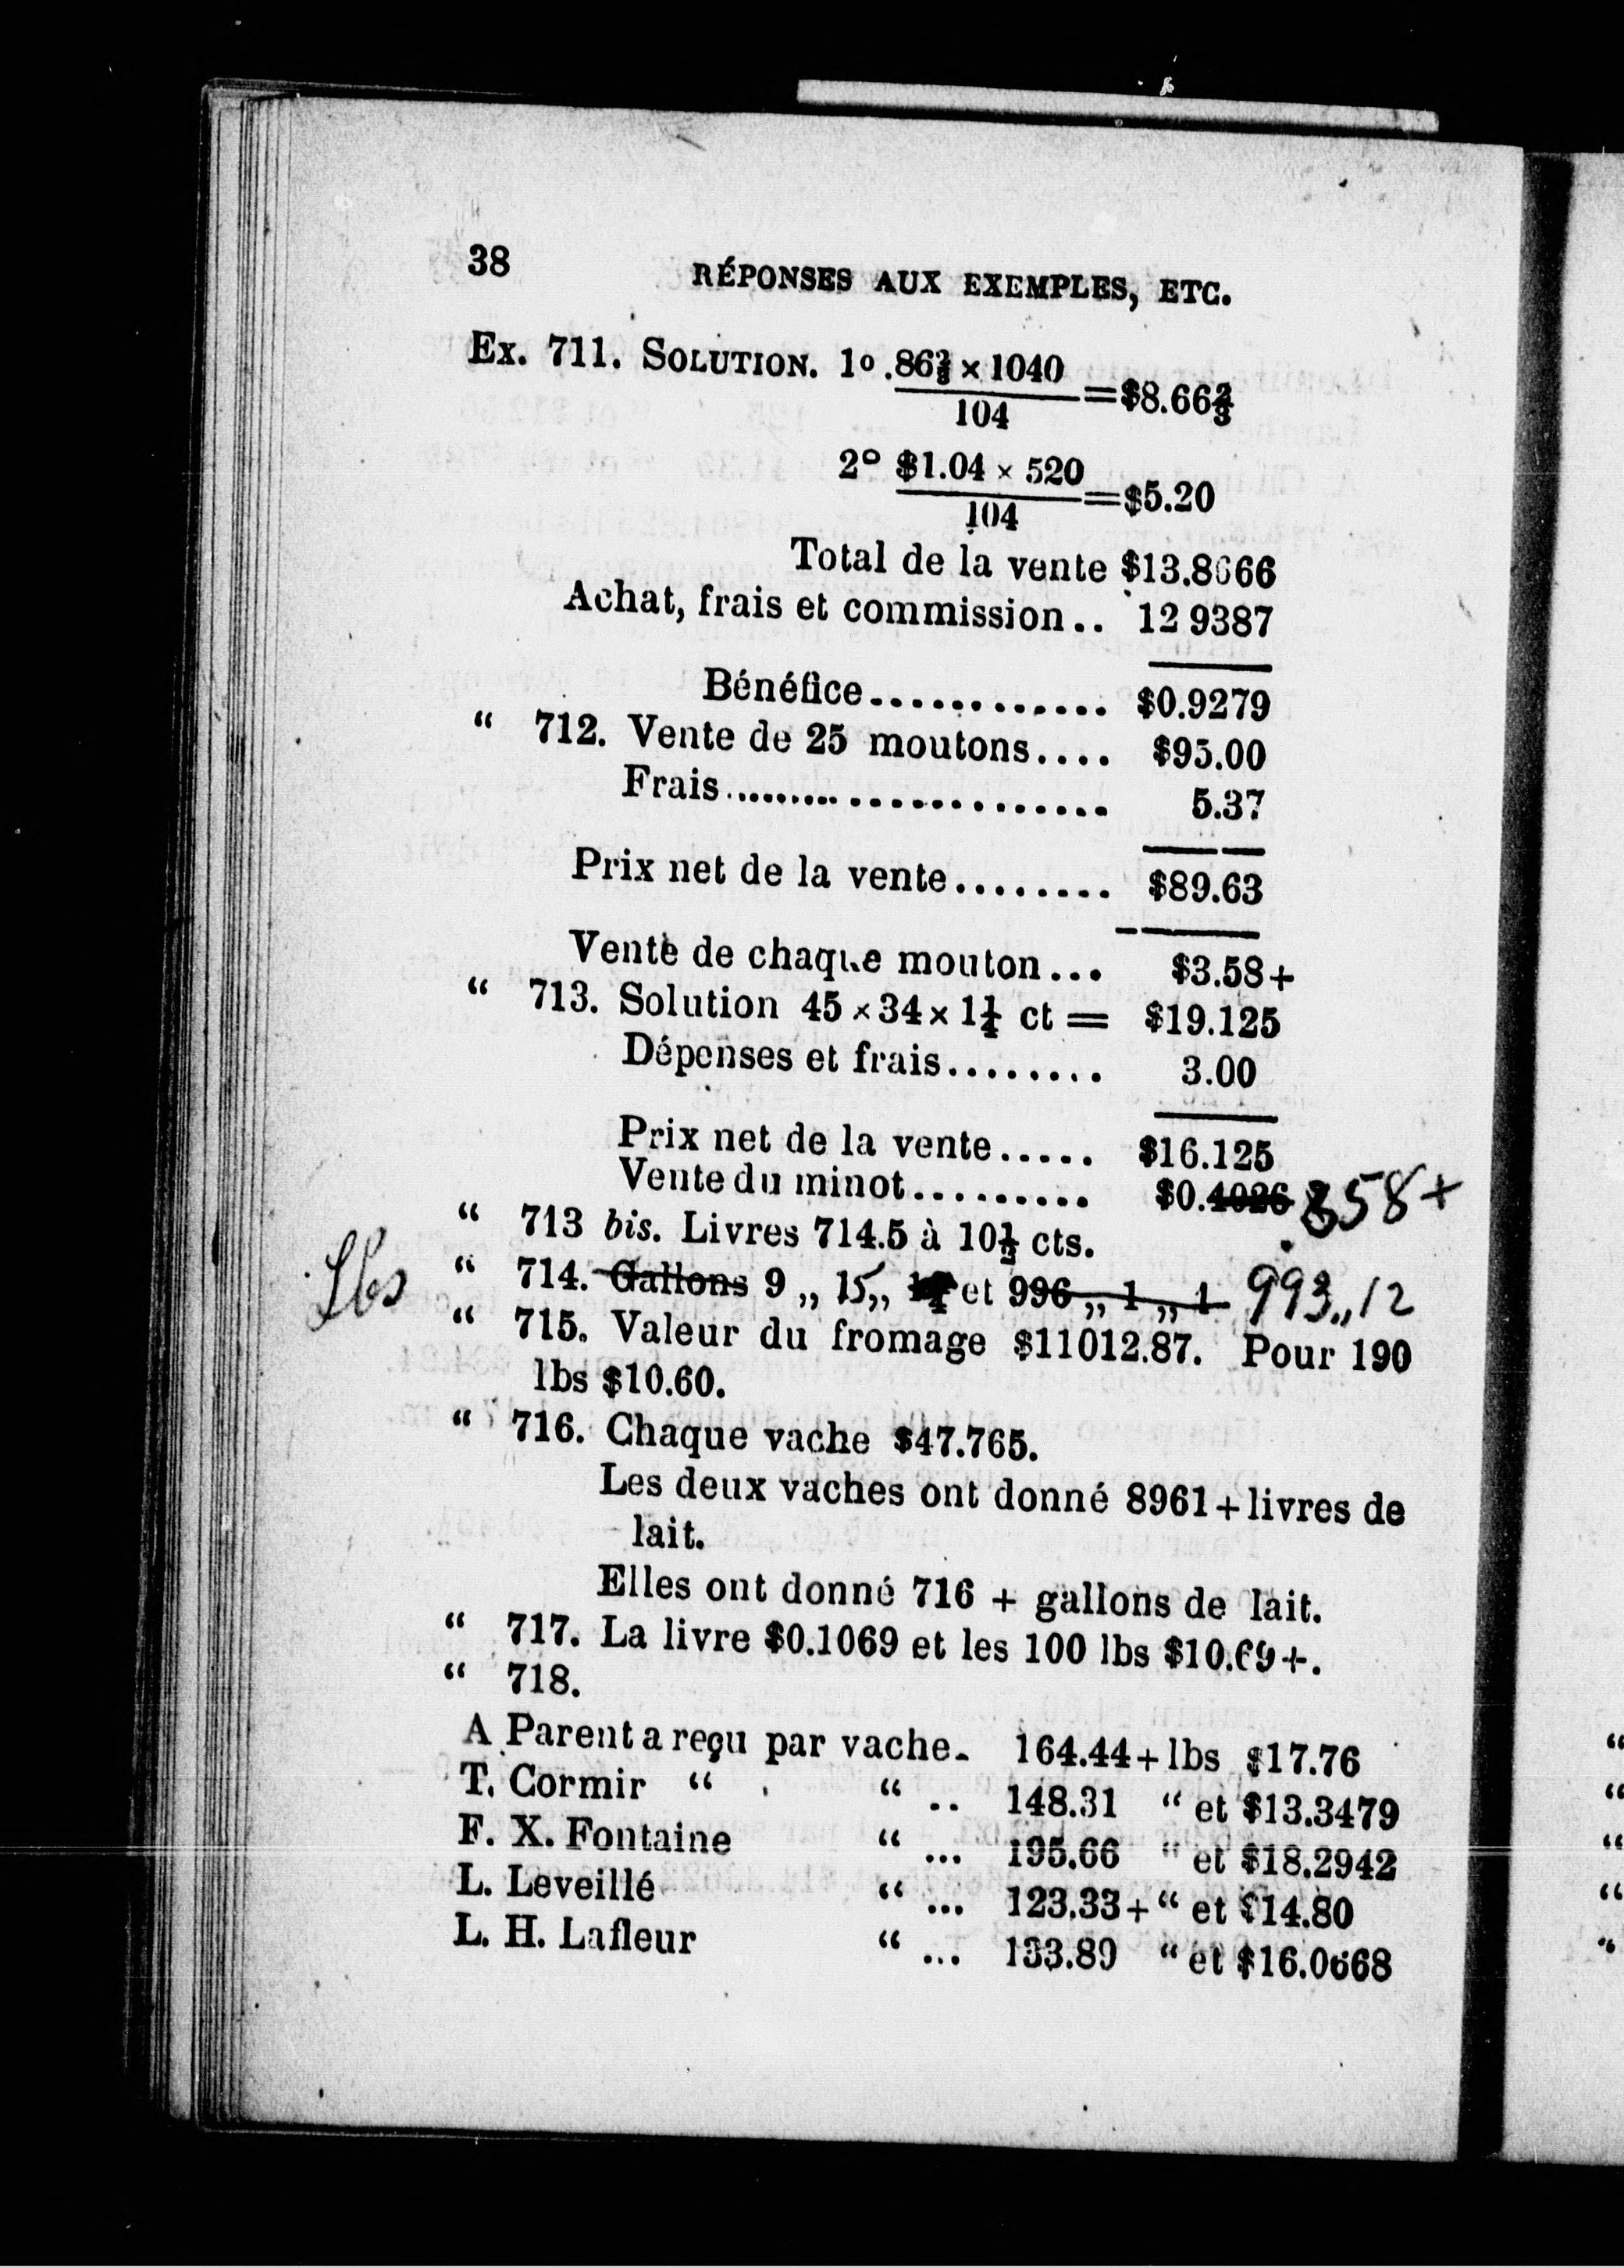 38
RÉPONSES AUX EXEMPLES, ETC.
Ex. 711. SOLUTION. 1o .86⅔ × 1040
104
=$8.66⅔
2o $1.04 × 520
104
=$5.20
Total de la vente $13.8666
Achat, frais et commission.. 12 9387
Bénéfice............ $0.9279
“ 712. Vente de 25 moutons.... $95.00
Frais...................... 5.37
Prix net de la vente........ $89.63
Vente de chaque mouton... $3.58+
“ 713. Solution 45 × 34 × 1¼ ct = $19.125
Dépenses et frais........ 3.00
Prix net de la vente..... $16.125
Vente du minot......... $0.4026 .358+
“ 713 bis. Livres 714.5 à 10½ cts.
Lbs “ 714. Gallons 9 „ 15„ et 996 „ 1 „ 1 993„12
“ 715. Valeur du fromage $11012.87. Pour 190
lbs $10.60.
“ 716. Chaque vache $47.765.
Les deux vaches ont donné 8961+livres de
lait.
Elles ont donné 716 + gallons de lait.
“ 717. La livre $0.1069 et les 100 lbs $10.69+.
“ 718.
A Parent a reçu par vache. 164.44+lbs $17.76
T. Cormir “ “ .. 148.31 “ et $13.3479
F. X. Fontaine “ ... 195.66 “ et $18.2942
L. Leveillé “ ... 123.33+“ et $14.80
L. H. Lafleur “ ... 133.89 “ et $16.0668